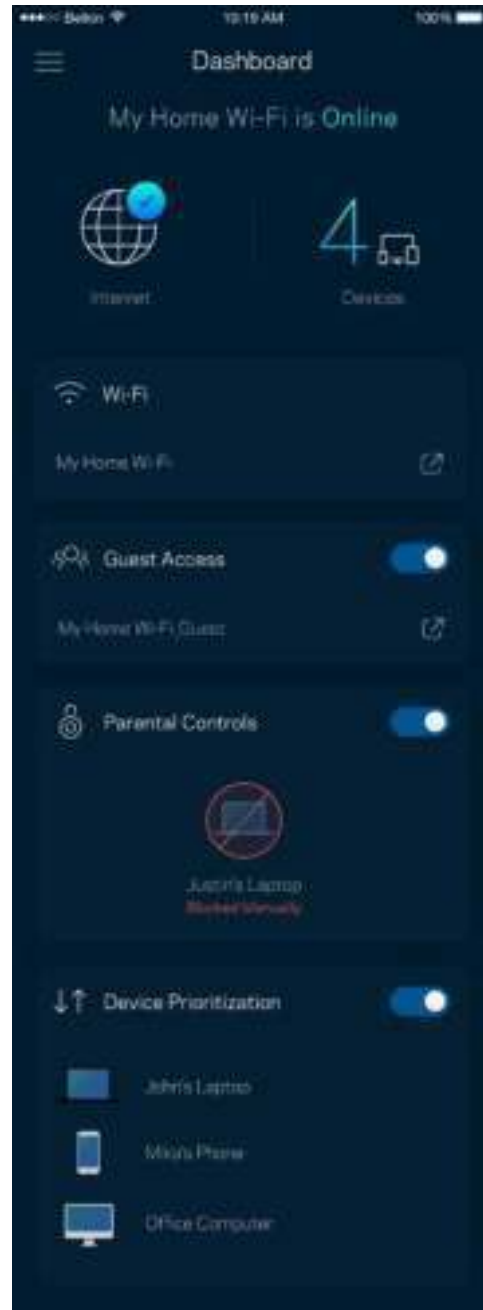 Belkin 10:19 AM 100%
Dashboard
My Home Wi-Fi is Online
4
Internet Devices
Wi-Fi
My Home Wi-Fi
Guest Access
My Home Wi-Fi_Guest
Parental Controls
Justin's Laptop
Blocked Manually
Device Prioritization
John's Laptop
Phone
Office Computer